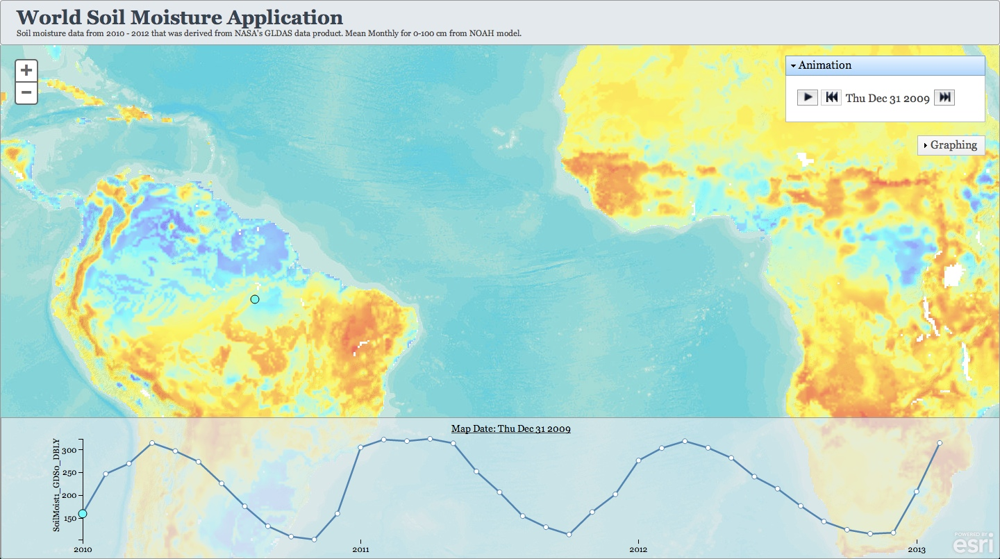 World Soil Moisture Application
Soil moisture data from 2010 - 2012 that was derived from NASA's GLDAS data product. Mean Monthly for 0-100 cm from NOAH model.
+
−
Animation
Thu Dec 31 2009
Graphing
Map Date: Thu Dec 31 2009
SoilMoist1_GDS0_DBLY
300
250
200
150
2010
2011
2012
2013
POWERED BY
esri